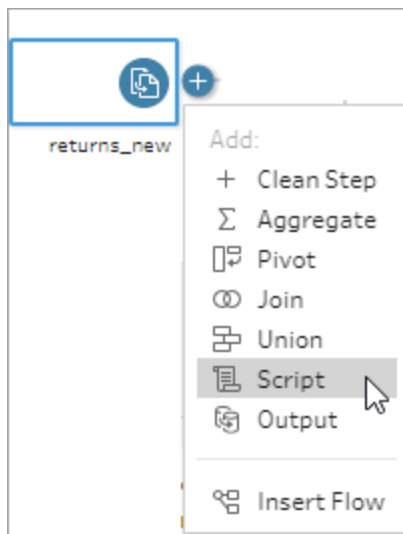 returns_new
Add:
Clean Step
Aggregate
Pivot
Join
Union
Script
Output
Insert Flow